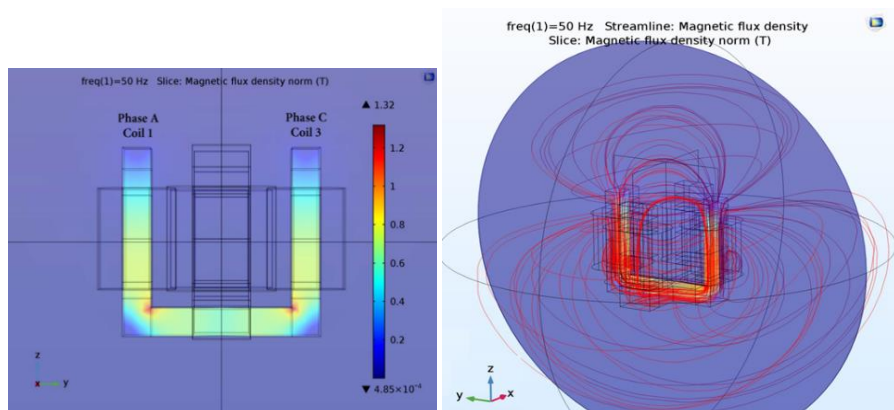 freq(1)=50 Hz Slice: Magnetic flux density norm (T)
Phase A
Coil 1
Phase C
Coil 3
▲ 1.32
1.2
1
0.8
0.6
0.4
0.2
▼ 4.85×10⁻⁴
z
x
y
freq(1)=50 Hz Streamline: Magnetic flux density
Slice: Magnetic flux density norm (T)
z
y
x